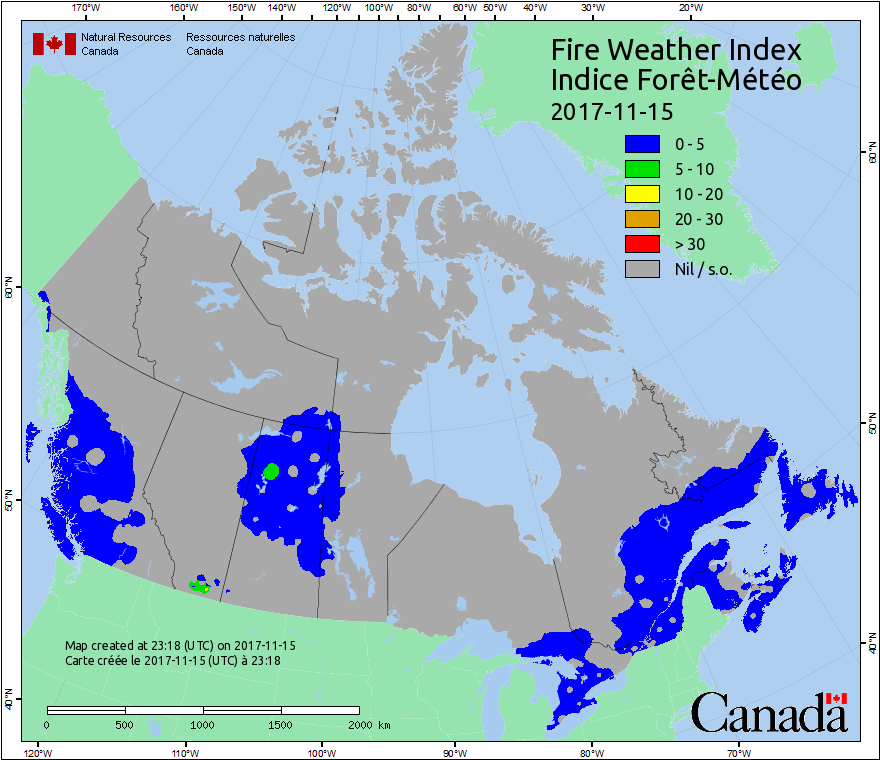 170°W 160°W 150°W 140°W 130°W 120°W 110°W 100°W 90°W 80°W 70°W 60°W 50°W 40°W 30°W 20°W
Natural Resources Ressources naturelles
Canada Canada
Fire Weather Index
Indice Forêt-Météo
2017-11-15
0 - 5
5 - 10
10 - 20
20 - 30
> 30
Nil / s.o.
60°N
60°N
50°N
50°N
40°N
40°N
Map created at 23:18 (UTC) on 2017-11-15
Carte créée le 2017-11-15 (UTC) à 23:18
0 500 1000 1500 2000 km
Canada
120°W 110°W 100°W 90°W 80°W 70°W